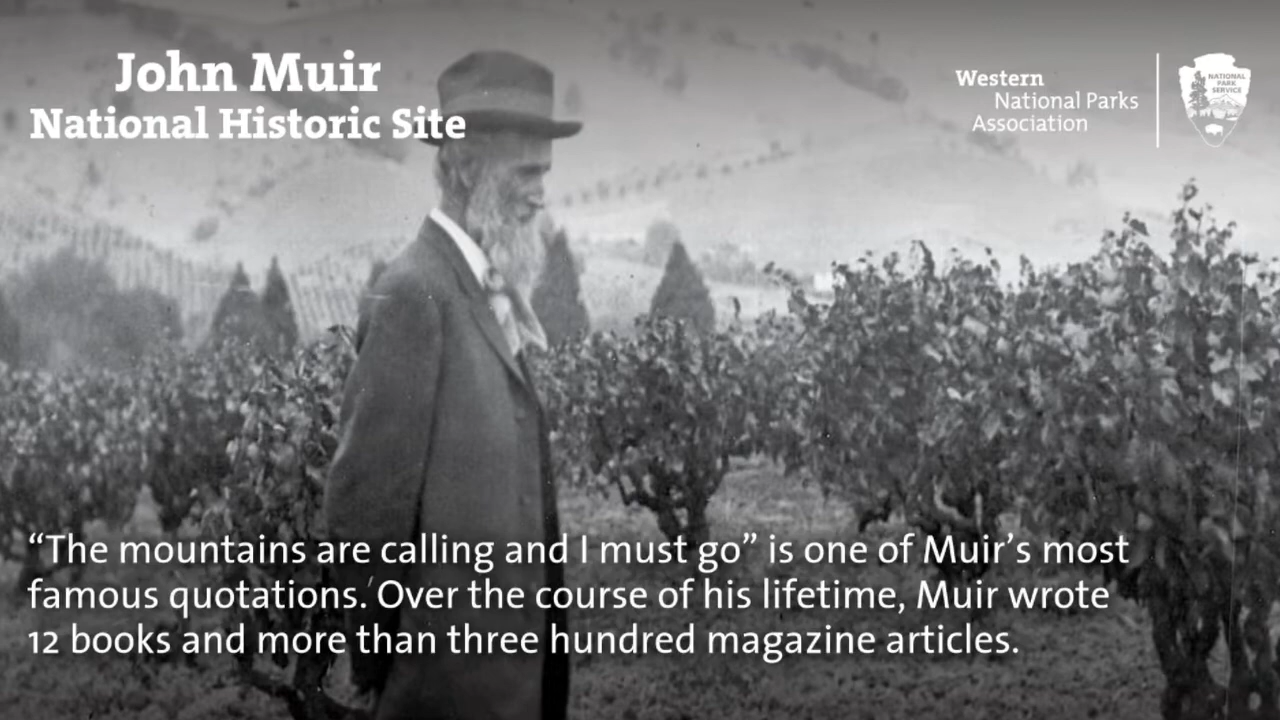 John Muir
National Historic Site
Western
National Parks
Association
NATIONAL
PARK
SERVICE
“The mountains are calling and I must go” is one of Muir’s most
famous quotations. Over the course of his lifetime, Muir wrote
12 books and more than three hundred magazine articles.